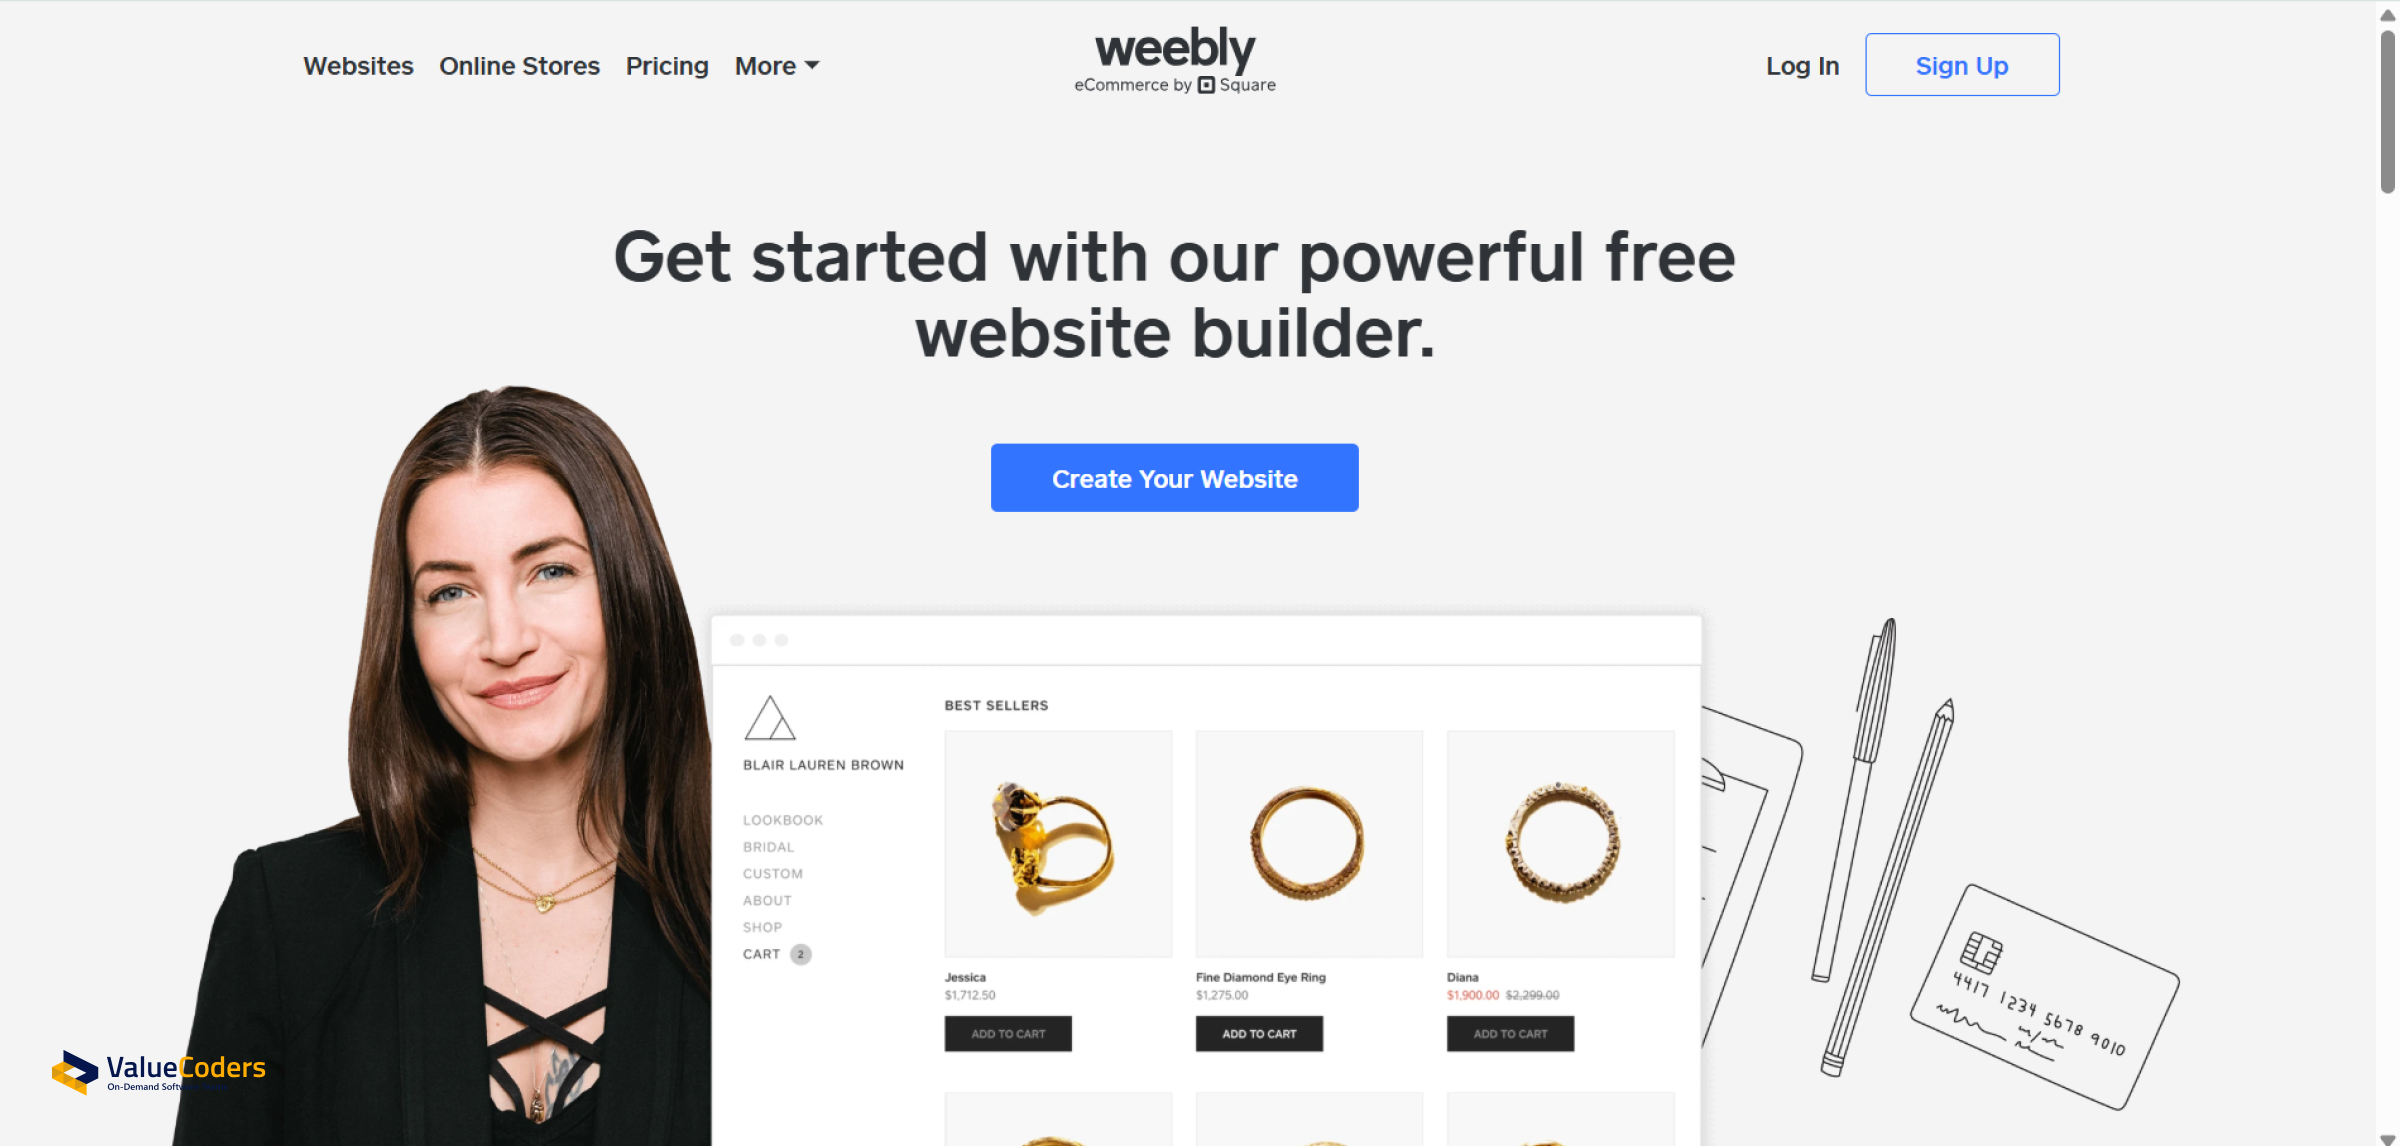 Websites Online Stores Pricing More
weebly
eCommerce by Square
Log In
Sign Up
Get started with our powerful free
website builder.
Create Your Website
BLAIR LAUREN BROWN
LOOKBOOK
BRIDAL
CUSTOM
ABOUT
SHOP
CART 2
BEST SELLERS
Jessica
$1,712.50
ADD TO CART
Fine Diamond Eye Ring
$1,275.00
ADD TO CART
Diana
$1,900.00 $2,299.00
ADD TO CART
4417 1234 5678 9010
ValueCoders
On-Demand